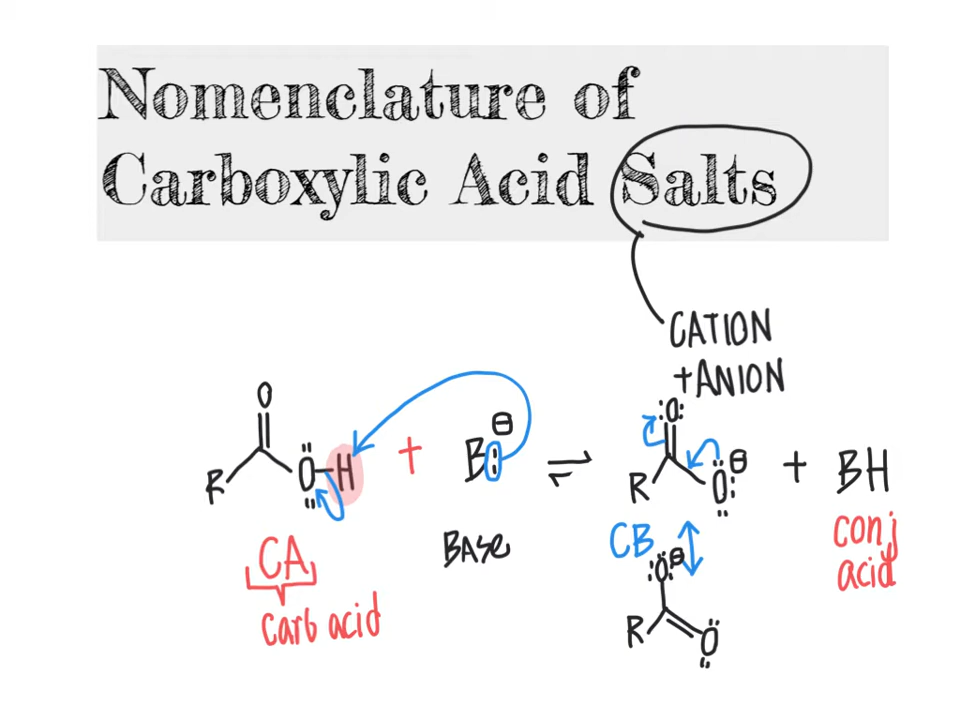 Nomenclature of
Carboxylic Acid Salts
CATION
+ANION
O
R
O
H
+
B:
⊖
⇌
O
R
O
⊖
+
BH
CA
carb acid
BASE
CB
conj
acid
O
⊖
R
O